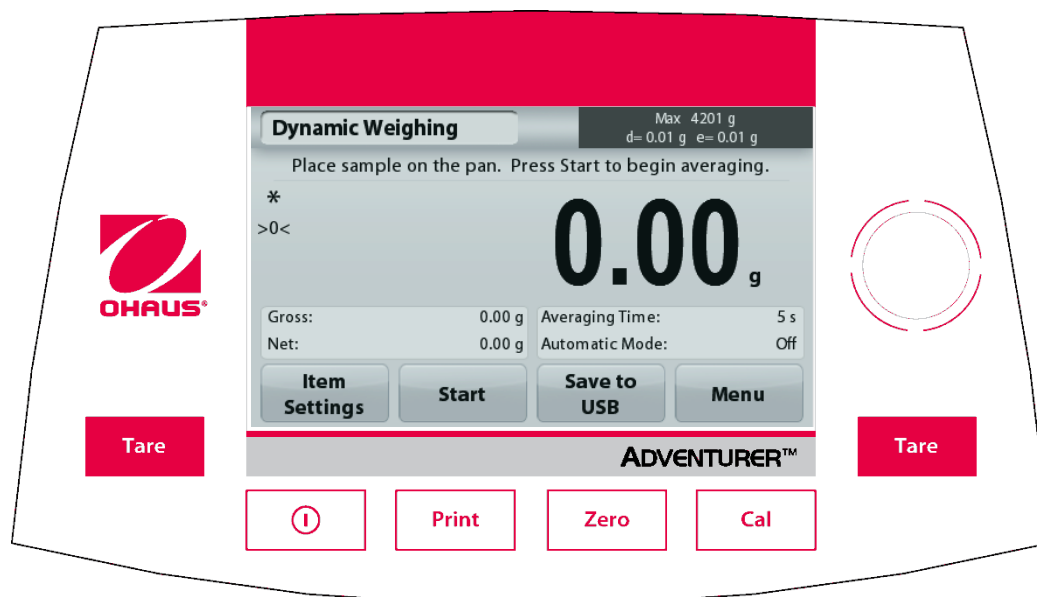 Dynamic Weighing
Max 4201 g
d= 0.01 g e= 0.01 g
Place sample on the pan. Press Start to begin averaging.
*
>0<
0.00 g
OHAUS®
Gross: 0.00 g Averaging Time: 5 s
Net: 0.00 g Automatic Mode: Off
Item Settings
Start
Save to USB
Menu
Tare
Tare
ADVENTURER™
Print
Zero
Cal